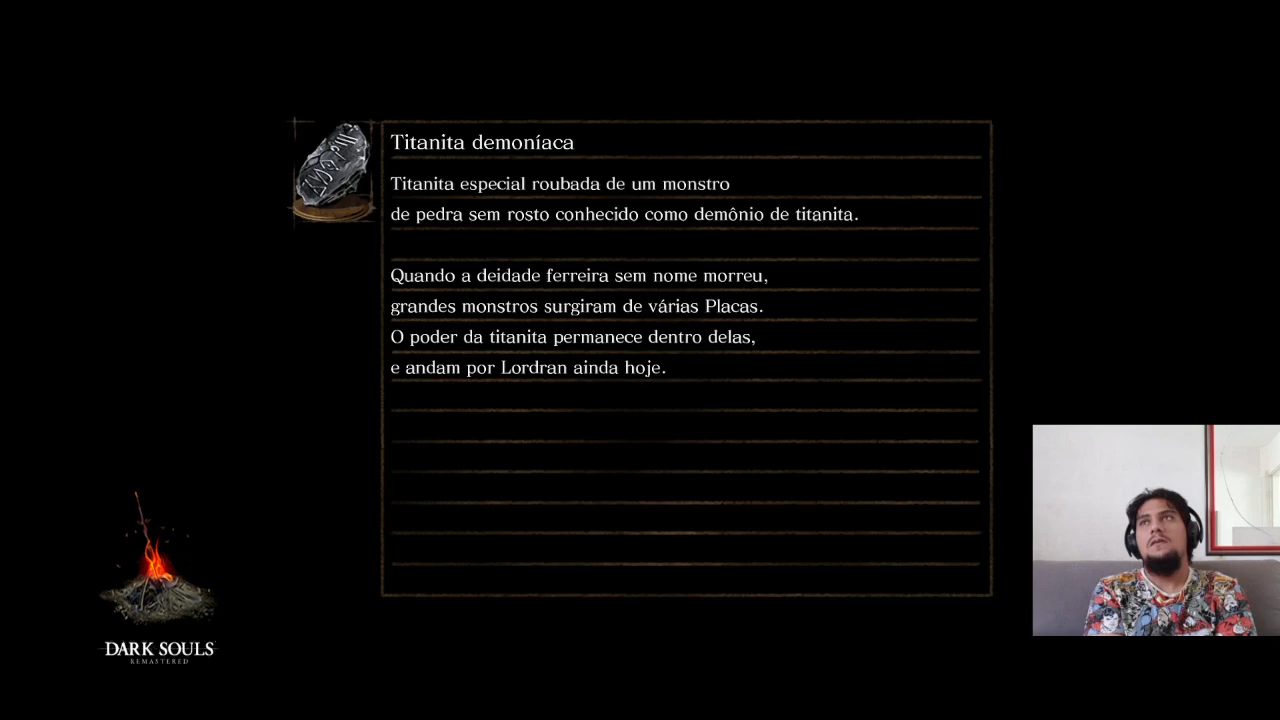 Titanita demoníaca
Titanita especial roubada de um monstro
de pedra sem rosto conhecido como demônio de titanita.
Quando a deidade ferreira sem nome morreu,
grandes monstros surgiram de várias Placas.
O poder da titanita permanece dentro delas,
e andam por Lordran ainda hoje.
DARK SOULS
REMASTERED